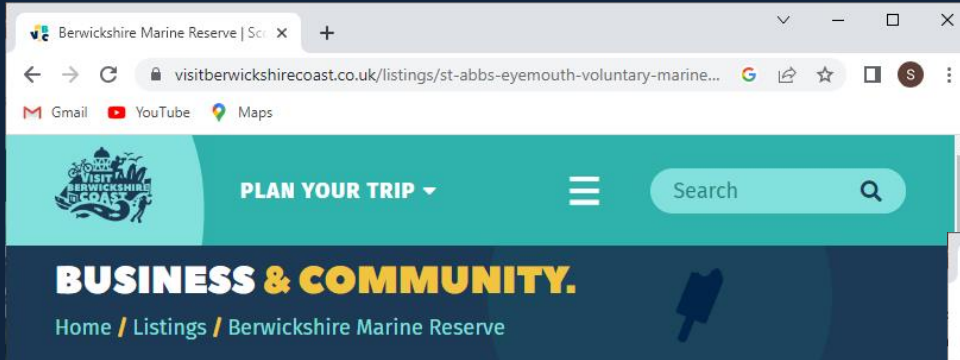 Berwickshire Marine Reserve | Sc
visitberwickshirecoast.co.uk/listings/st-abbs-eyemouth-voluntary-marine...
G
S
Gmail
YouTube
Maps
VISIT
BERWICKSHIRE
COAST
PLAN YOUR TRIP
Search
BUSINESS & COMMUNITY.
Home / Listings / Berwickshire Marine Reserve